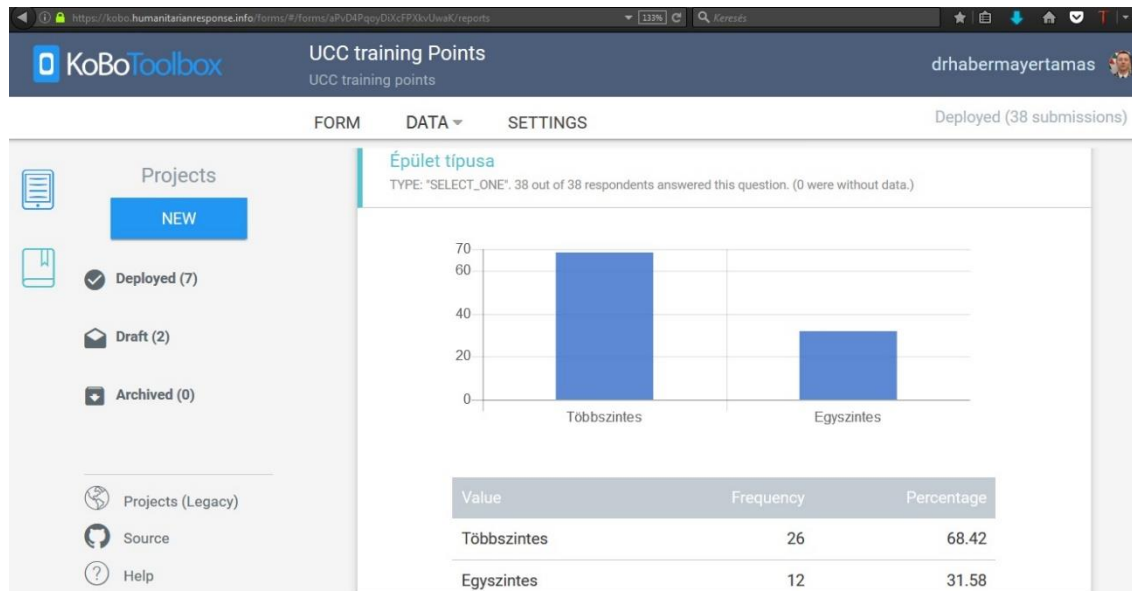 https://kobo.humanitarianresponse.info/forms/#/forms/aPvD4PqoyDiXcFPXkvUwaK/reports
133%
Keresés
KoBoToolbox
UCC training Points
UCC training points
drhabermayertamas
FORM
DATA
SETTINGS
Deployed (38 submissions)
Projects
NEW
Deployed (7)
Draft (2)
Archived (0)
Projects (Legacy)
Source
Help
Épület típusa
TYPE: "SELECT_ONE". 38 out of 38 respondents answered this question. (0 were without data.)
70
60
40
20
0
Többszintes Egyszintes
Value Frequency Percentage
Többszintes 26 68.42
Egyszintes 12 31.58